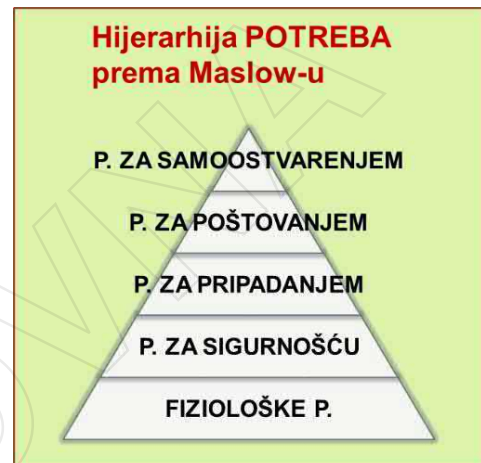 Hijerarhija POTREBA
prema Maslow-u
P. ZA SAMOOSTVARENJEM
P. ZA POŠTOVANJEM
P. ZA PRIPADANJEM
P. ZA SIGURNOŠĆU
FIZIOLOŠKE P.